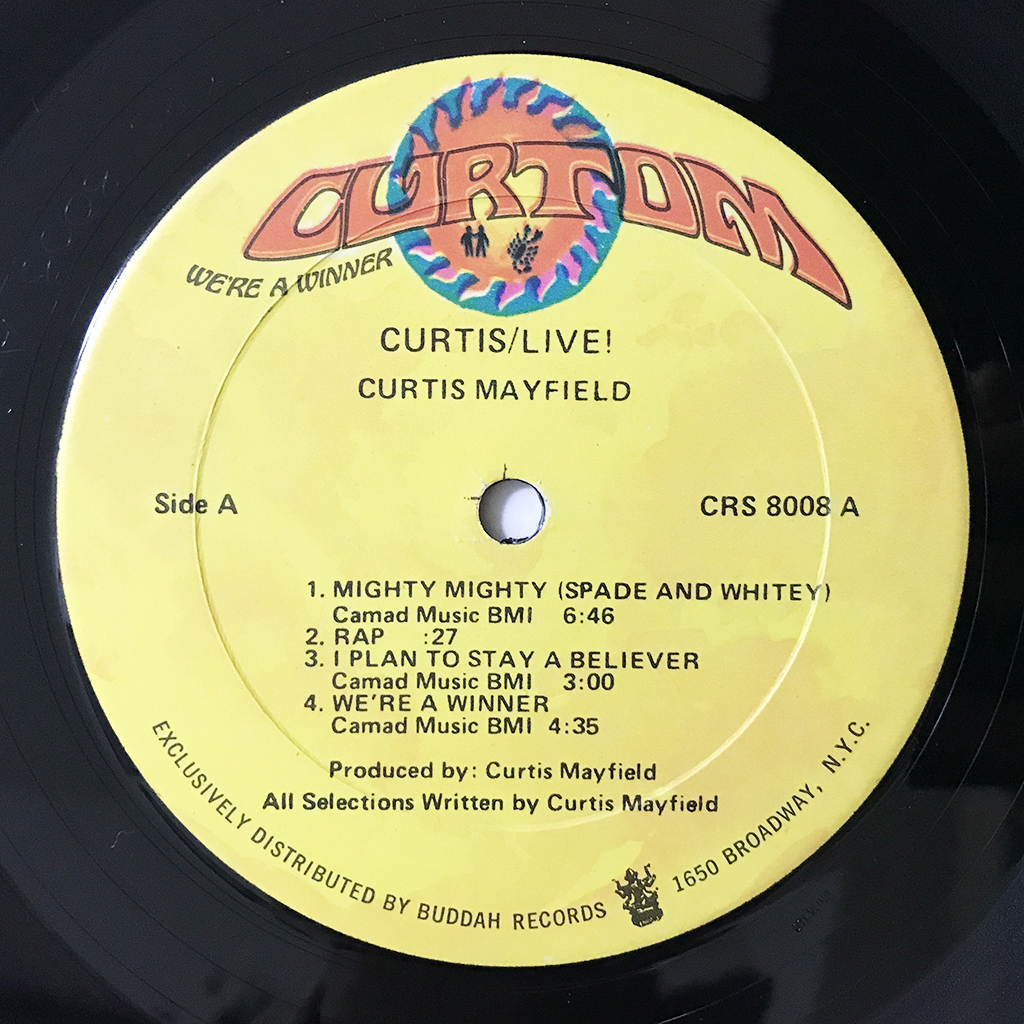 CURTOM
WE'RE A WINNER
CURTIS/LIVE!
CURTIS MAYFIELD
Side A
CRS 8008 A
1. MIGHTY MIGHTY (SPADE AND WHITEY)
Camad Music BMI 6:46
2. RAP :27
3. I PLAN TO STAY A BELIEVER
Camad Music BMI 3:00
4. WE'RE A WINNER
Camad Music BMI 4:35
Produced by: Curtis Mayfield
All Selections Written by Curtis Mayfield
EXCLUSIVELY DISTRIBUTED BY BUDDAH RECORDS 1650 BROADWAY, N.Y.C.